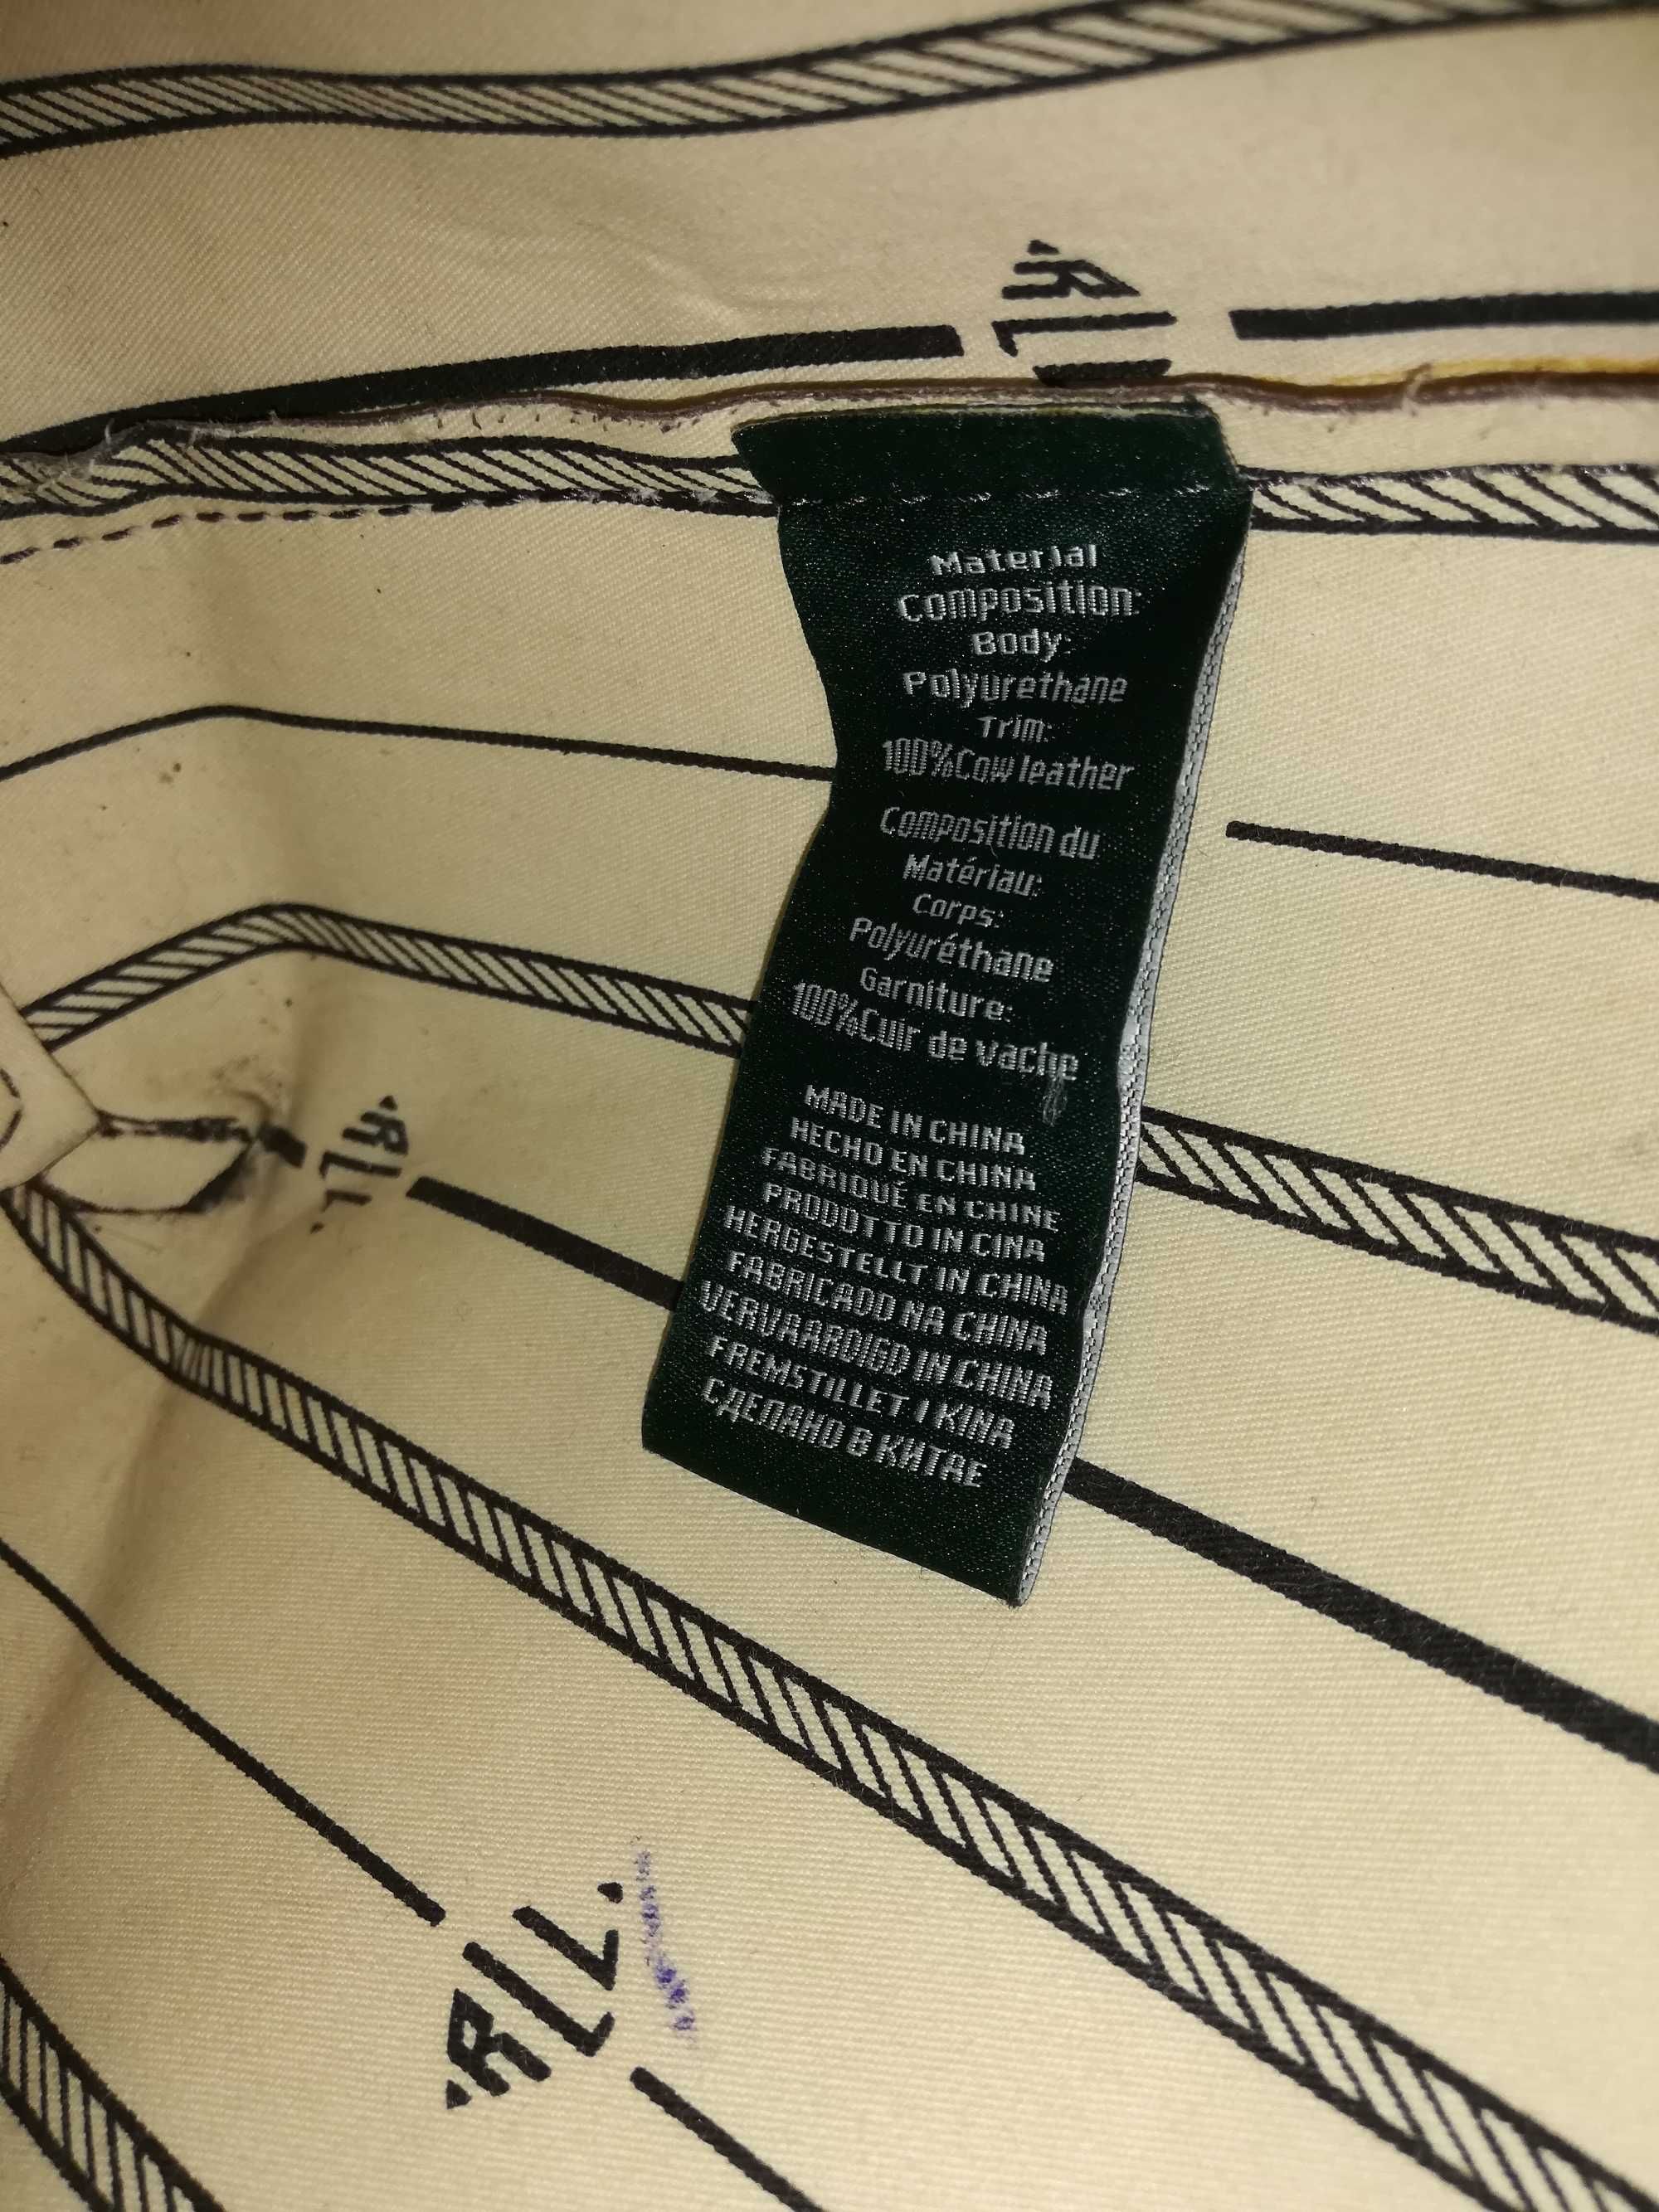 RLL
Material
Composition:
Body:
Polyurethane
Trim:
100%Cow leather
Composition du
Matériau:
Corps:
Polyuréthane
Garniture:
100%Cuir de vache
MADE IN CHINA
HECHO EN CHINA
FABRIQUÉ EN CHINE
PRODOTTO IN CINA
HERGESTELLT IN CHINA
FABRICADO NA CHINA
VERVAARDIGD IN CHINA
FREMSTILLET I KINA
СДЕЛАНО В КИТАЕ
RLL
RLL